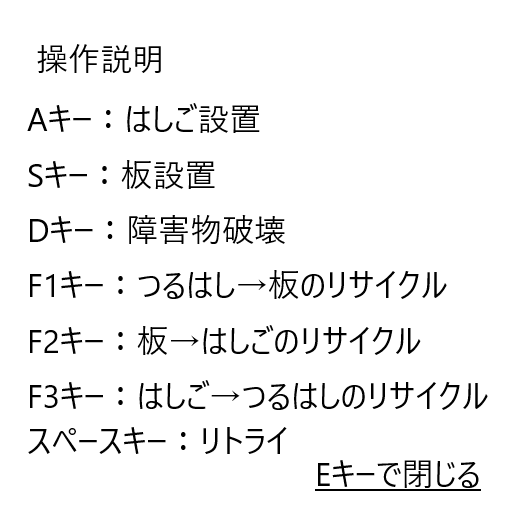 操作説明
Aキー：はしご設置
Sキー：板設置
Dキー：障害物破壊
F1キー：つるはし→板のリサイクル
F2キー：板→はしごのリサイクル
F3キー：はしご→つるはしのリサイクル
スペースキー：リトライ
Eキーで閉じる